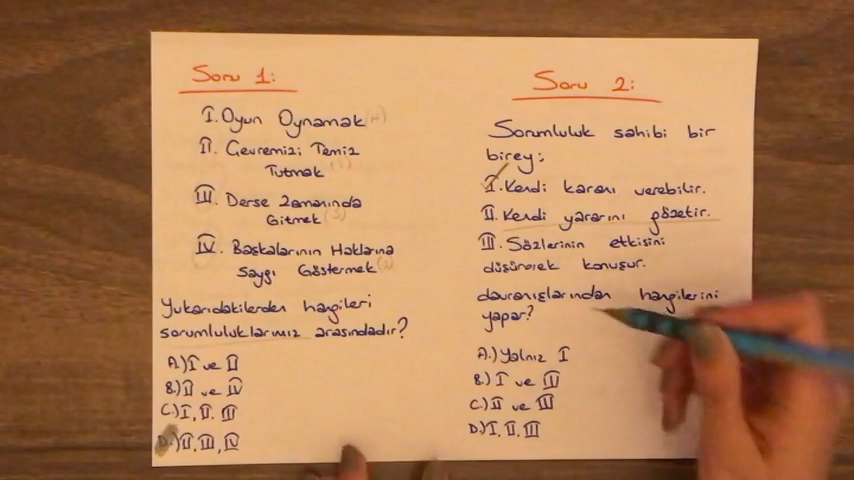 Soru 1:
I. Oyun Oynamak
II. Çevremizi Temiz
Tutmak
III. Derse Zamanında
Gitmek
IV. Başkalarının Haklarına
Saygı Göstermek
Yukarıdakilerden hangileri
sorumluluklarımız arasındadır?
A.) I ve II
B.) II ve IV
C.) I, II. III
D.) II, III, IV
Soru 2:
Sorumluluk sahibi bir
birey;
I. Kendi kararı verebilir.
II. Kendi yararını gözetir.
III. Sözlerinin etkisini
düşünerek konuşur.
davranışlarından hangilerini
yapar?
A.) Yalnız I
B.) I ve III
C.) II ve III
D.) I. II. III